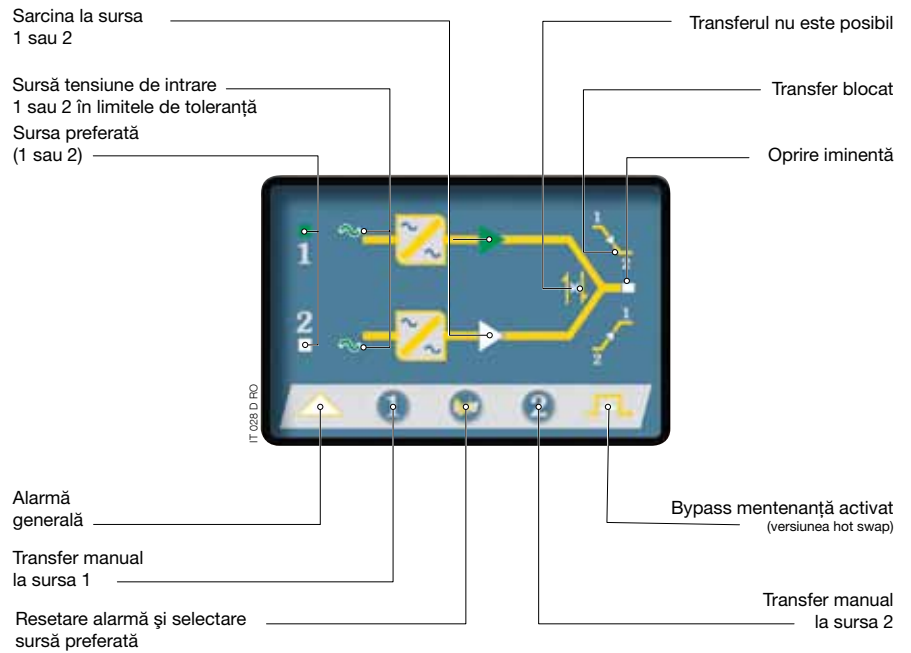 Sarcina la sursa
1 sau 2
Sursă tensiune de intrare
1 sau 2 în limitele de toleranță
Sursa preferată
(1 sau 2)
Transferul nu este posibil
Transfer blocat
Oprire iminentă
1
2
1
2
1
2
1
2
IT 028 D RO
Alarmă
generală
Transfer manual
la sursa 1
Resetare alarmă şi selectare
sursă preferată
Bypass mentenanță activat
(versiunea hot swap)
Transfer manual
la sursa 2